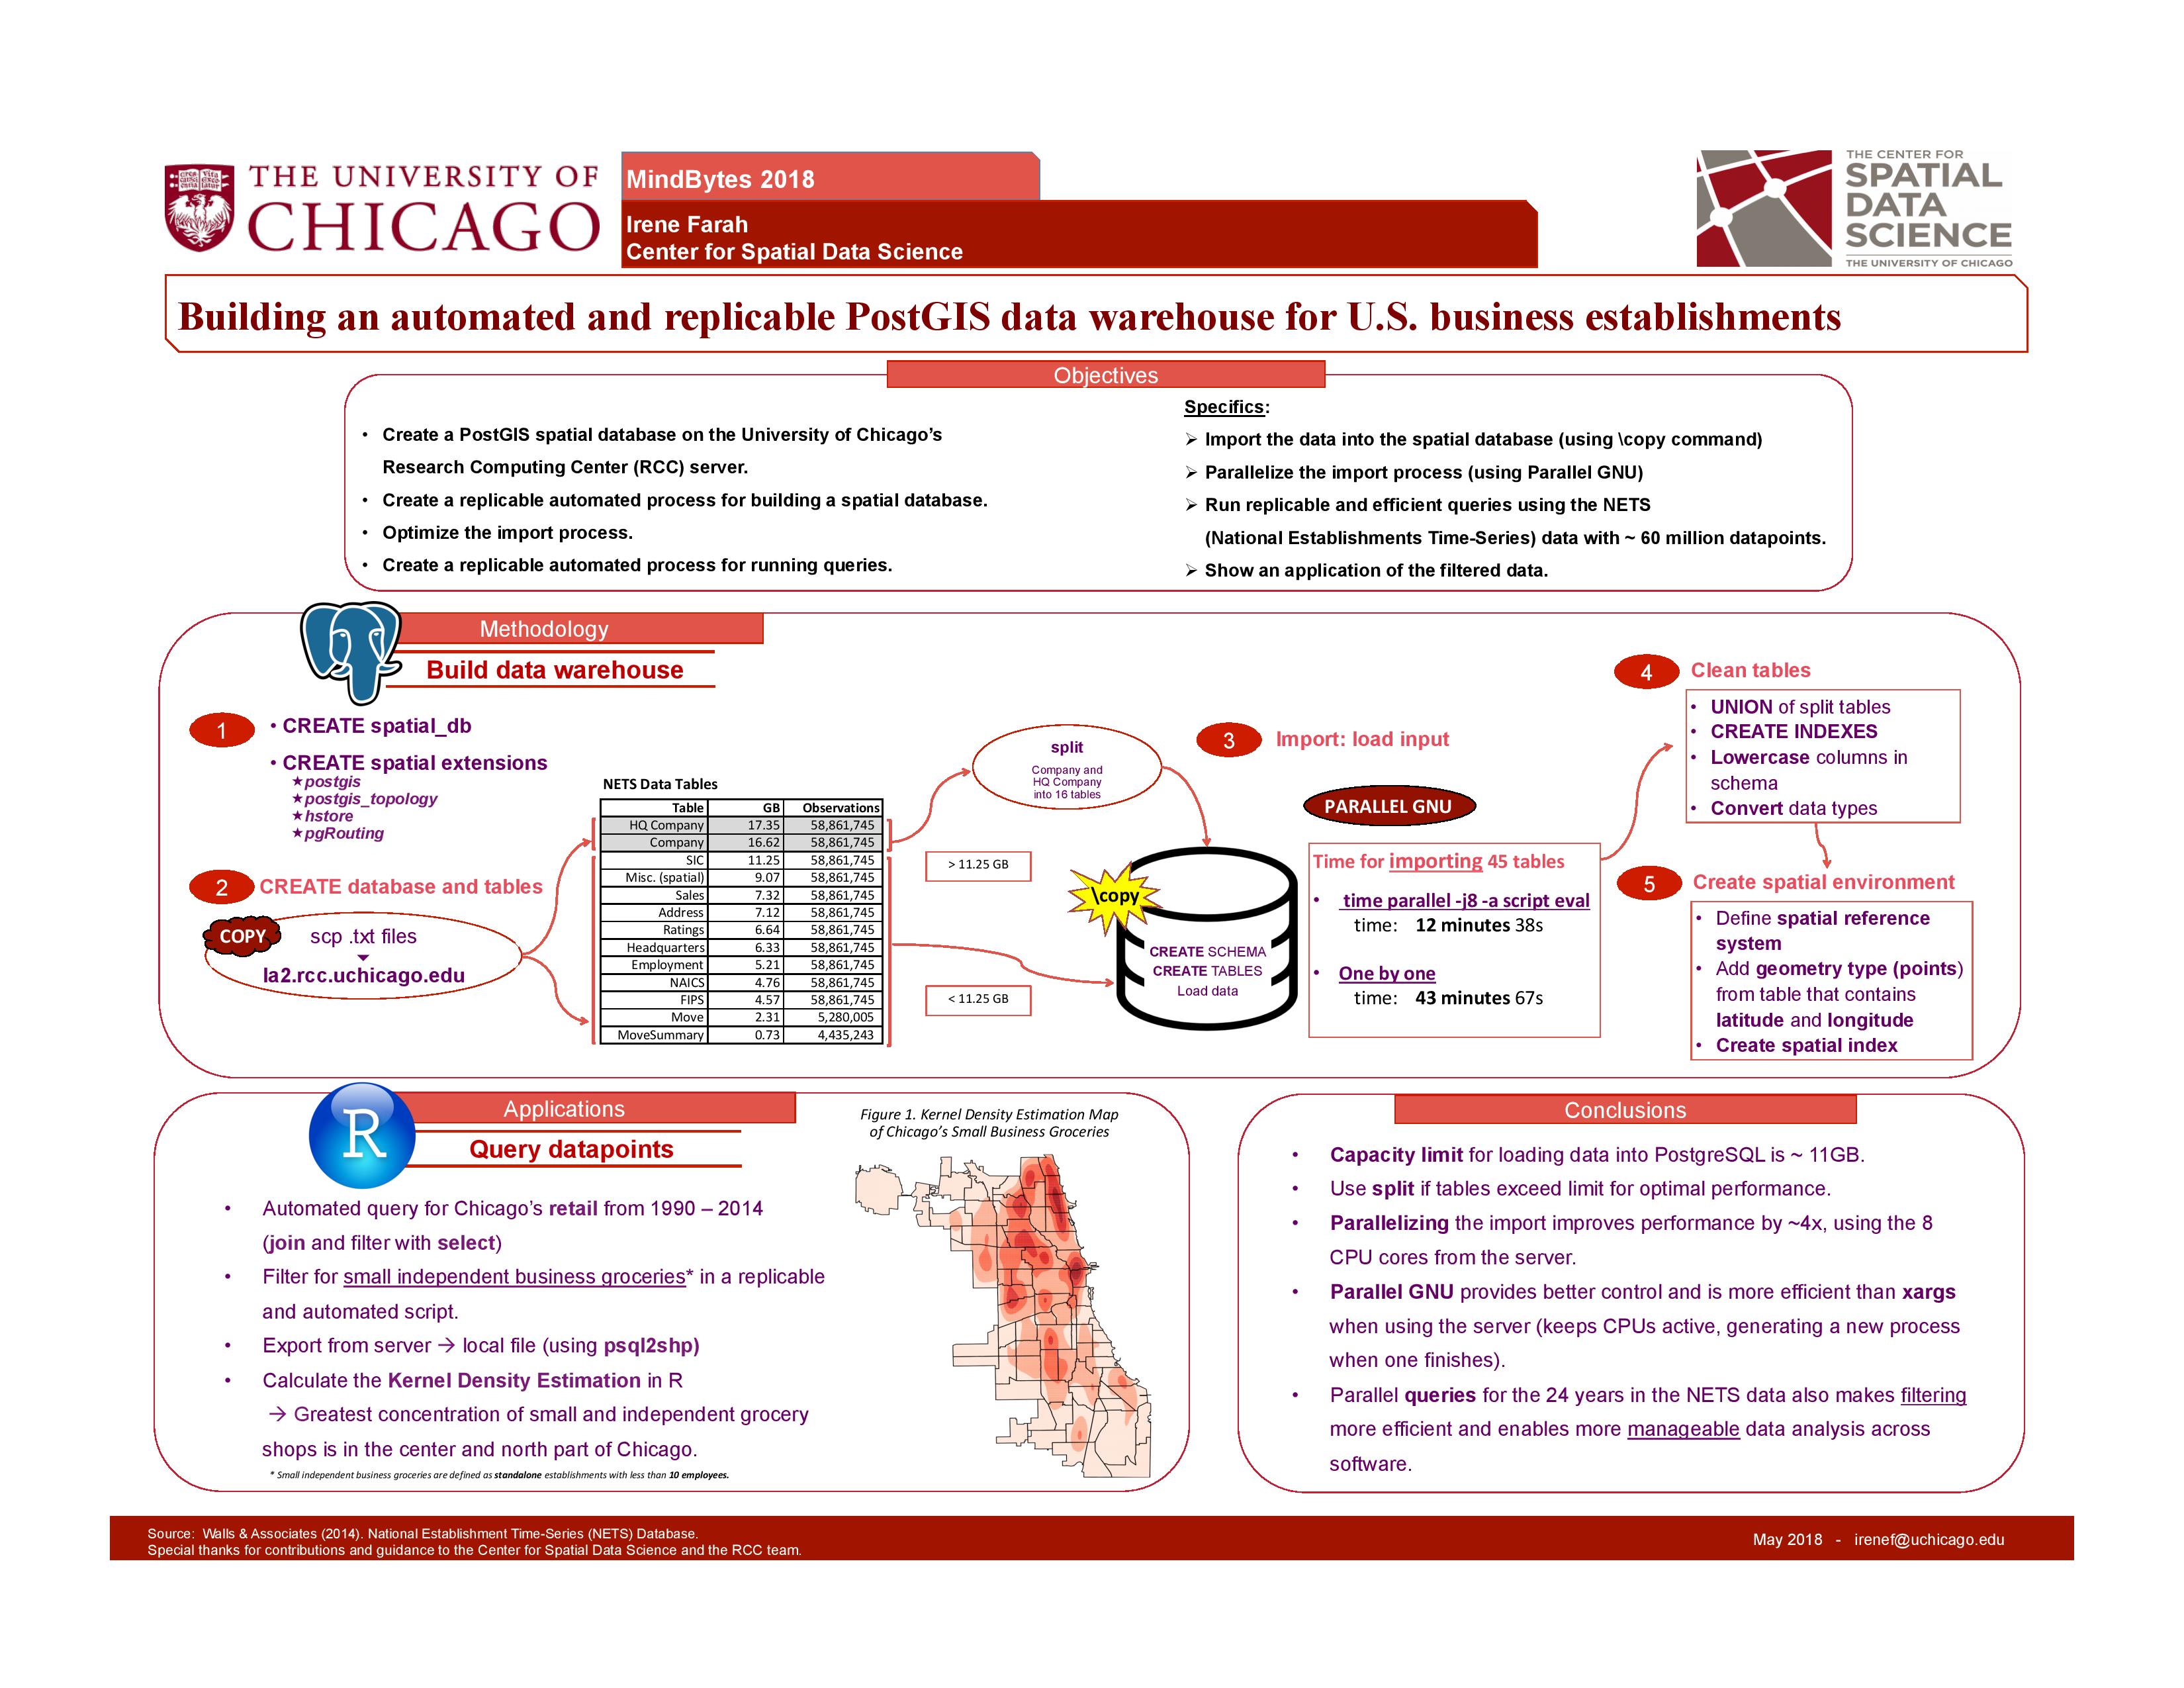 THE UNIVERSITY OF
CHICAGO
MindBytes 2018
Irene Farah
Center for Spatial Data Science
THE CENTER FOR
SPATIAL
DATA
SCIENCE
THE UNIVERSITY OF CHICAGO
Building an automated and replicable PostGIS data warehouse for U.S. business establishments
Objectives
• Create a PostGIS spatial database on the University of Chicago's
Research Computing Center (RCC) server.
• Create a replicable automated process for building a spatial database.
• Optimize the import process.
• Create a replicable automated process for running queries.
Specifics:
➢ Import the data into the spatial database (using \copy command)
➢ Parallelize the import process (using Parallel GNU)
➢ Run replicable and efficient queries using the NETS
(National Establishments Time-Series) data with ~ 60 million datapoints.
➢ Show an application of the filtered data.
Methodology
Build data warehouse
1
• CREATE spatial_db
• CREATE spatial extensions
★postgis
★postgis_topology
★hstore
★pgRouting
2 CREATE database and tables
COPY
scp .txt files
la2.rcc.uchicago.edu
NETS Data Tables
Table GB Observations
HQ Company 17.35 58,861,745
Company 16.62 58,861,745
SIC 11.25 58,861,745
Misc. (spatial) 9.07 58,861,745
Sales 7.32 58,861,745
Address 7.12 58,861,745
Ratings 6.64 58,861,745
Headquarters 6.33 58,861,745
Employment 5.21 58,861,745
NAICS 4.76 58,861,745
FIPS 4.57 58,861,745
Move 2.31 5,280,005
MoveSummary 0.73 4,435,243
split
Company and
HQ Company
into 16 tables
> 11.25 GB
< 11.25 GB
3 Import: load input
PARALLEL GNU
\copy
CREATE SCHEMA
CREATE TABLES
Load data
Time for importing 45 tables
• time parallel -j8 -a script eval
time: 12 minutes 38s
• One by one
time: 43 minutes 67s
4 Clean tables
• UNION of split tables
• CREATE INDEXES
• Lowercase columns in
schema
• Convert data types
5 Create spatial environment
• Define spatial reference
system
• Add geometry type (points)
from table that contains
latitude and longitude
• Create spatial index
R
Applications
Query datapoints
• Automated query for Chicago's retail from 1990 – 2014
(join and filter with select)
• Filter for small independent business groceries* in a replicable
and automated script.
• Export from server → local file (using psql2shp)
• Calculate the Kernel Density Estimation in R
→ Greatest concentration of small and independent grocery
shops is in the center and north part of Chicago.
* Small independent business groceries are defined as standalone establishments with less than 10 employees.
Figure 1. Kernel Density Estimation Map
of Chicago's Small Business Groceries
Conclusions
• Capacity limit for loading data into PostgreSQL is ~ 11GB.
• Use split if tables exceed limit for optimal performance.
• Parallelizing the import improves performance by ~4x, using the 8
CPU cores from the server.
• Parallel GNU provides better control and is more efficient than xargs
when using the server (keeps CPUs active, generating a new process
when one finishes).
• Parallel queries for the 24 years in the NETS data also makes filtering
more efficient and enables more manageable data analysis across
software.
Source: Walls & Associates (2014). National Establishment Time-Series (NETS) Database.
Special thanks for contributions and guidance to the Center for Spatial Data Science and the RCC team.
May 2018 - irenef@uchicago.edu